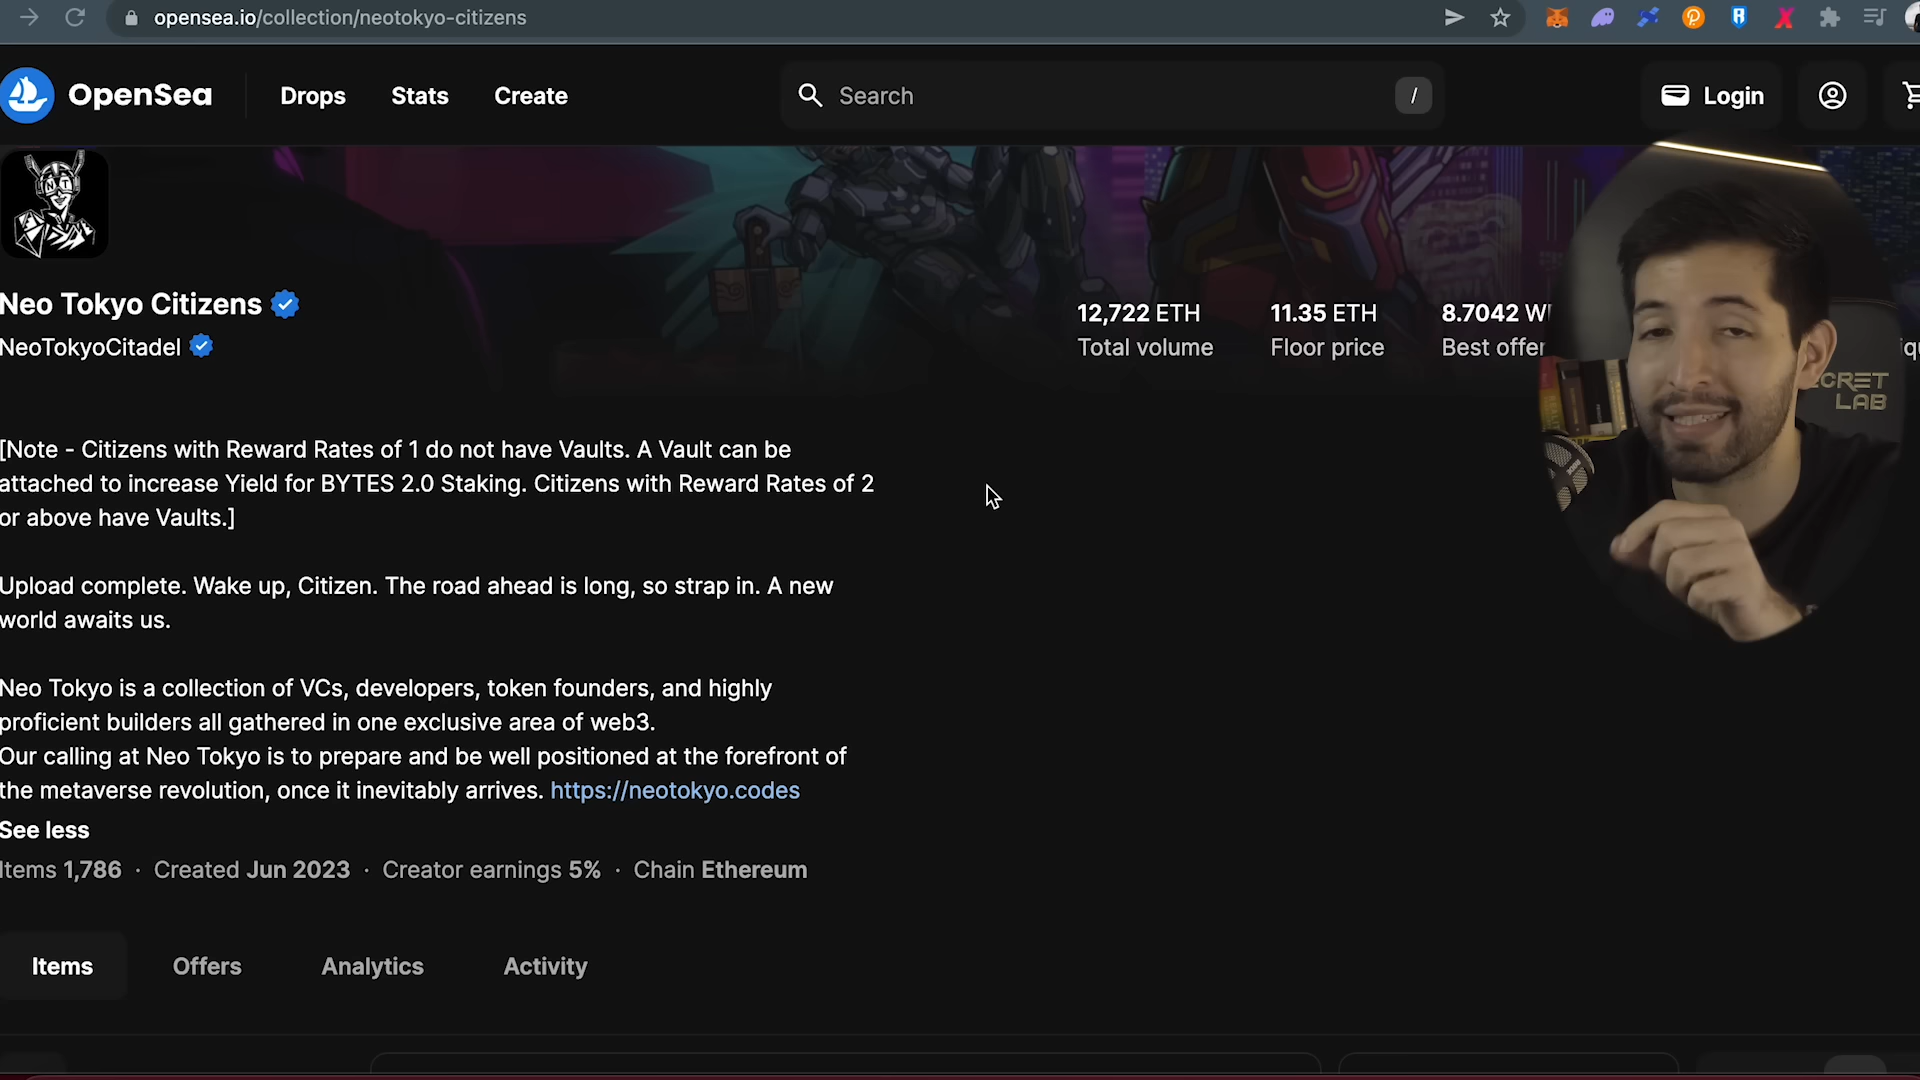 opensea.io/collection/neotokyo-citizens
OpenSea
Drops
Stats
Create
Search
/
Login
Neo Tokyo Citizens
NeoTokyoCitadel
12,722 ETH
Total volume
11.35 ETH
Floor price
8.7042
Best offer
LAB
[Note - Citizens with Reward Rates of 1 do not have Vaults. A Vault can be
attached to increase Yield for BYTES 2.0 Staking. Citizens with Reward Rates of 2
or above have Vaults.]
Upload complete. Wake up, Citizen. The road ahead is long, so strap in. A new
world awaits us.
Neo Tokyo is a collection of VCs, developers, token founders, and highly
proficient builders all gathered in one exclusive area of web3.
Our calling at Neo Tokyo is to prepare and be well positioned at the forefront of
the metaverse revolution, once it inevitably arrives. https://neotokyo.codes
See less
Items 1,786 · Created Jun 2023 · Creator earnings 5% · Chain Ethereum
Items
Offers
Analytics
Activity